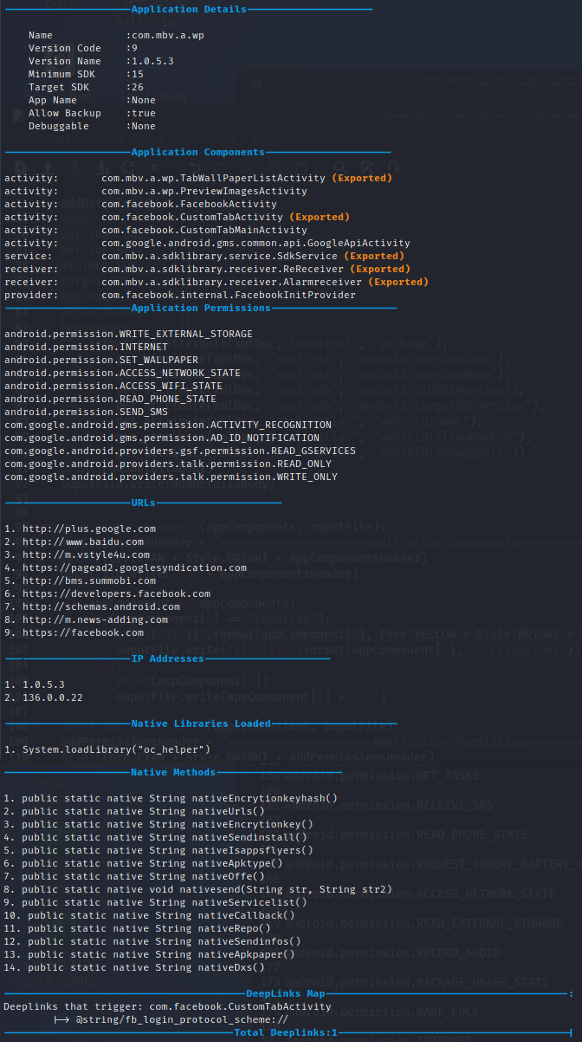 Application Details
Name :com.mbv.a.wp
Version Code :9
Version Name :1.0.5.3
Minimum SDK :15
Target SDK :26
App Name :None
Allow Backup :true
Debuggable :None
Application Components
activity: com.mbv.a.wp.TabWallPaperListActivity (Exported)
activity: com.mbv.a.wp.PreviewImagesActivity
activity: com.facebook.FacebookActivity
activity: com.facebook.CustomTabActivity (Exported)
activity: com.facebook.CustomTabMainActivity
activity: com.google.android.gms.common.api.GoogleApiActivity
service: com.mbv.a.sdklibrary.service.SdkService (Exported)
receiver: com.mbv.a.sdklibrary.receiver.ReReceiver (Exported)
receiver: com.mbv.a.sdklibrary.receiver.Alarmreceiver (Exported)
provider: com.facebook.internal.FacebookInitProvider
Application Permissions
android.permission.WRITE_EXTERNAL_STORAGE
android.permission.INTERNET
android.permission.SET_WALLPAPER
android.permission.ACCESS_NETWORK_STATE
android.permission.ACCESS_WIFI_STATE
android.permission.READ_PHONE_STATE
android.permission.SEND_SMS
com.google.android.gms.permission.ACTIVITY_RECOGNITION
com.google.android.gms.permission.AD_ID_NOTIFICATION
com.google.android.providers.gsf.permission.READ_GSERVICES
com.google.android.providers.talk.permission.READ_ONLY
com.google.android.providers.talk.permission.WRITE_ONLY
URLs
1. http://plus.google.com
2. http://www.baidu.com
3. http://m.vstyle4u.com
4. https://pagead2.googlesyndication.com
5. http://bms.summobi.com
6. https://developers.facebook.com
7. http://schemas.android.com
8. http://m.news-adding.com
9. https://facebook.com
IP Addresses
1. 1.0.5.3
2. 136.0.0.22
Native Libraries Loaded
1. System.loadLibrary("oc_helper")
Native Methods
1. public static native String nativeEncrytionkeyhash()
2. public static native String nativeUrls()
3. public static native String nativeEncrytionkey()
4. public static native String nativeSendinstall()
5. public static native String nativeIsappsflyers()
6. public static native String nativeApktype()
7. public static native String nativeOffe()
8. public static native void nativesend(String str, String str2)
9. public static native String nativeServicelist()
10. public static native String nativeCallback()
11. public static native String nativeRepo()
12. public static native String nativeSendinfos()
13. public static native String nativeApkpaper()
14. public static native String nativeDxs()
DeepLinks Map :
Deeplinks that trigger: com.facebook.CustomTabActivity
|→ @string/fb_login_protocol_scheme://
Total Deeplinks:1